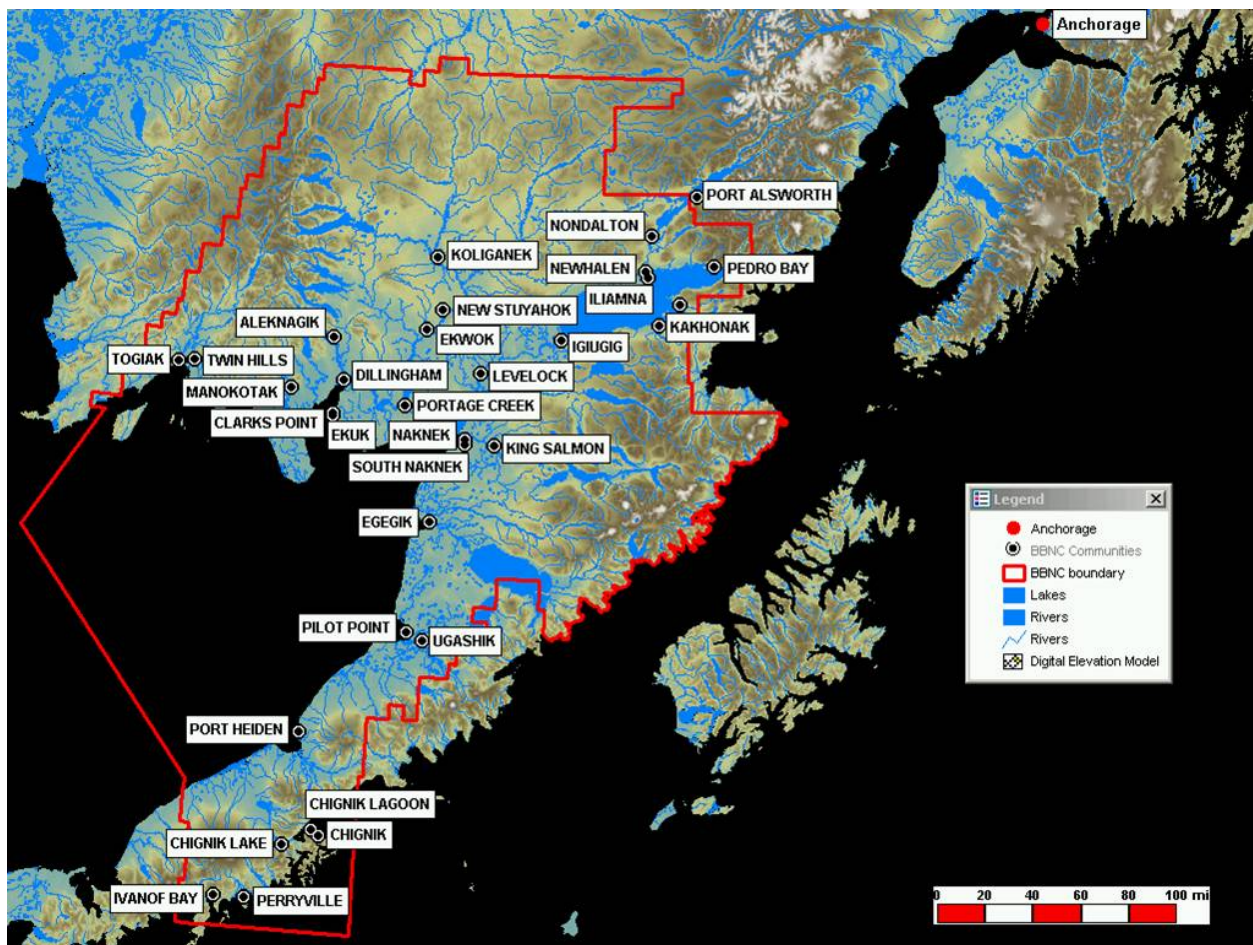 Anchorage
PORT ALSWORTH
NONDALTON
KOLIGANEK
NEWHALEN
PEDRO BAY
ILIAMNA
NEW STUYAHOK
ALEKNAGIK
EKWOK
KAKHONAK
IGIUGIG
TOGIAK
TWIN HILLS
DILLINGHAM
LEVELOCK
MANOKOTAK
PORTAGE CREEK
CLARKS POINT
EKUK
NAKNEK
KING SALMON
SOUTH NAKNEK
Legend
EGEGIK
Anchorage
BBNC Communities
BBNC boundary
Lakes
Rivers
Rivers
Digital Elevation Model
PILOT POINT
UGASHIK
PORT HEIDEN
CHIGNIK LAGOON
CHIGNIK
CHIGNIK LAKE
IVANOF BAY
PERRYVILLE
0 20 40 60 80 100 mi